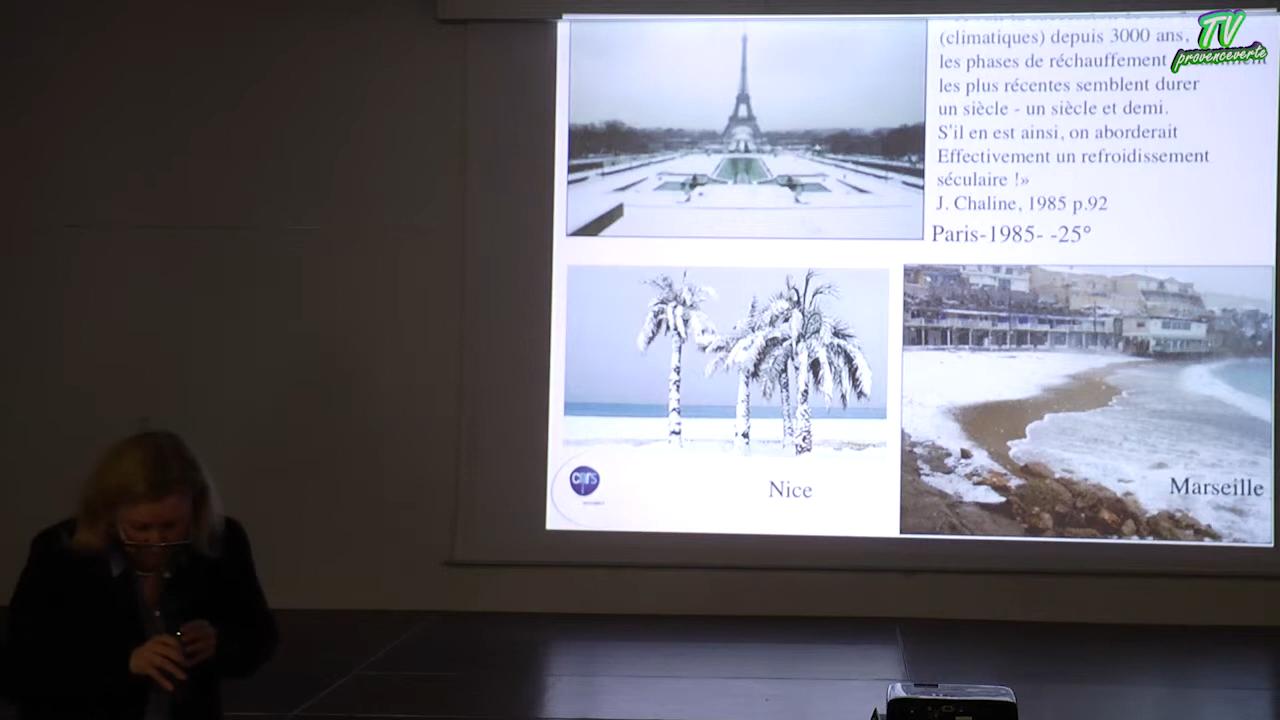 TV
provenceverte
(climatiques) depuis 3000 ans,
les phases de réchauffement
les plus récentes semblent durer
un siècle - un siècle et demi.
S'il en est ainsi, on aborderait
Effectivement un refroidissement
séculaire !»
J. Chaline, 1985 p.92
Paris-1985- -25°
cnrs
Nice
Marseille